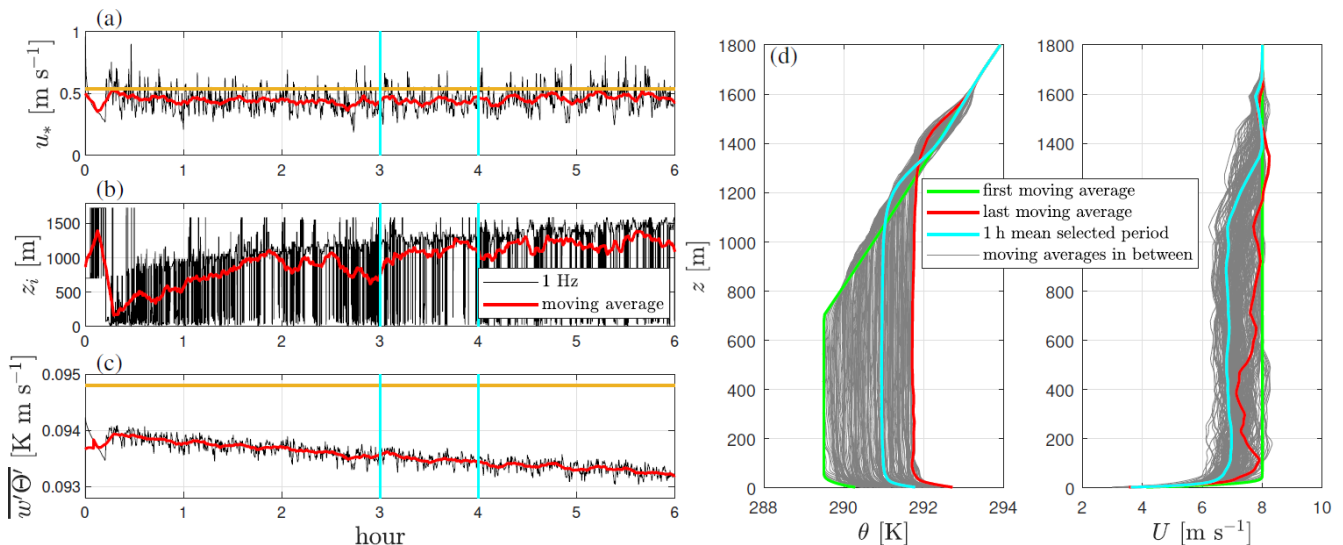 (a)
u* [m s−1]
1
0.5
0
0 1 2 3 4 5 6
(b)
zi [m]
1500
1000
500
0
1 Hz
moving average
0 1 2 3 4 5 6
(c)
w′Θ′ [K m s−1]
0.095
0.094
0.093
0 1 2 3 4 5 6
hour
(d)
z [m]
1800
1600
1400
1200
1000
800
600
400
200
0
288 290 292 294
θ [K]
first moving average
last moving average
1 h mean selected period
moving averages in between
1800
1600
1400
1200
1000
800
600
400
200
0
2 4 6 8 10
U [m s−1]